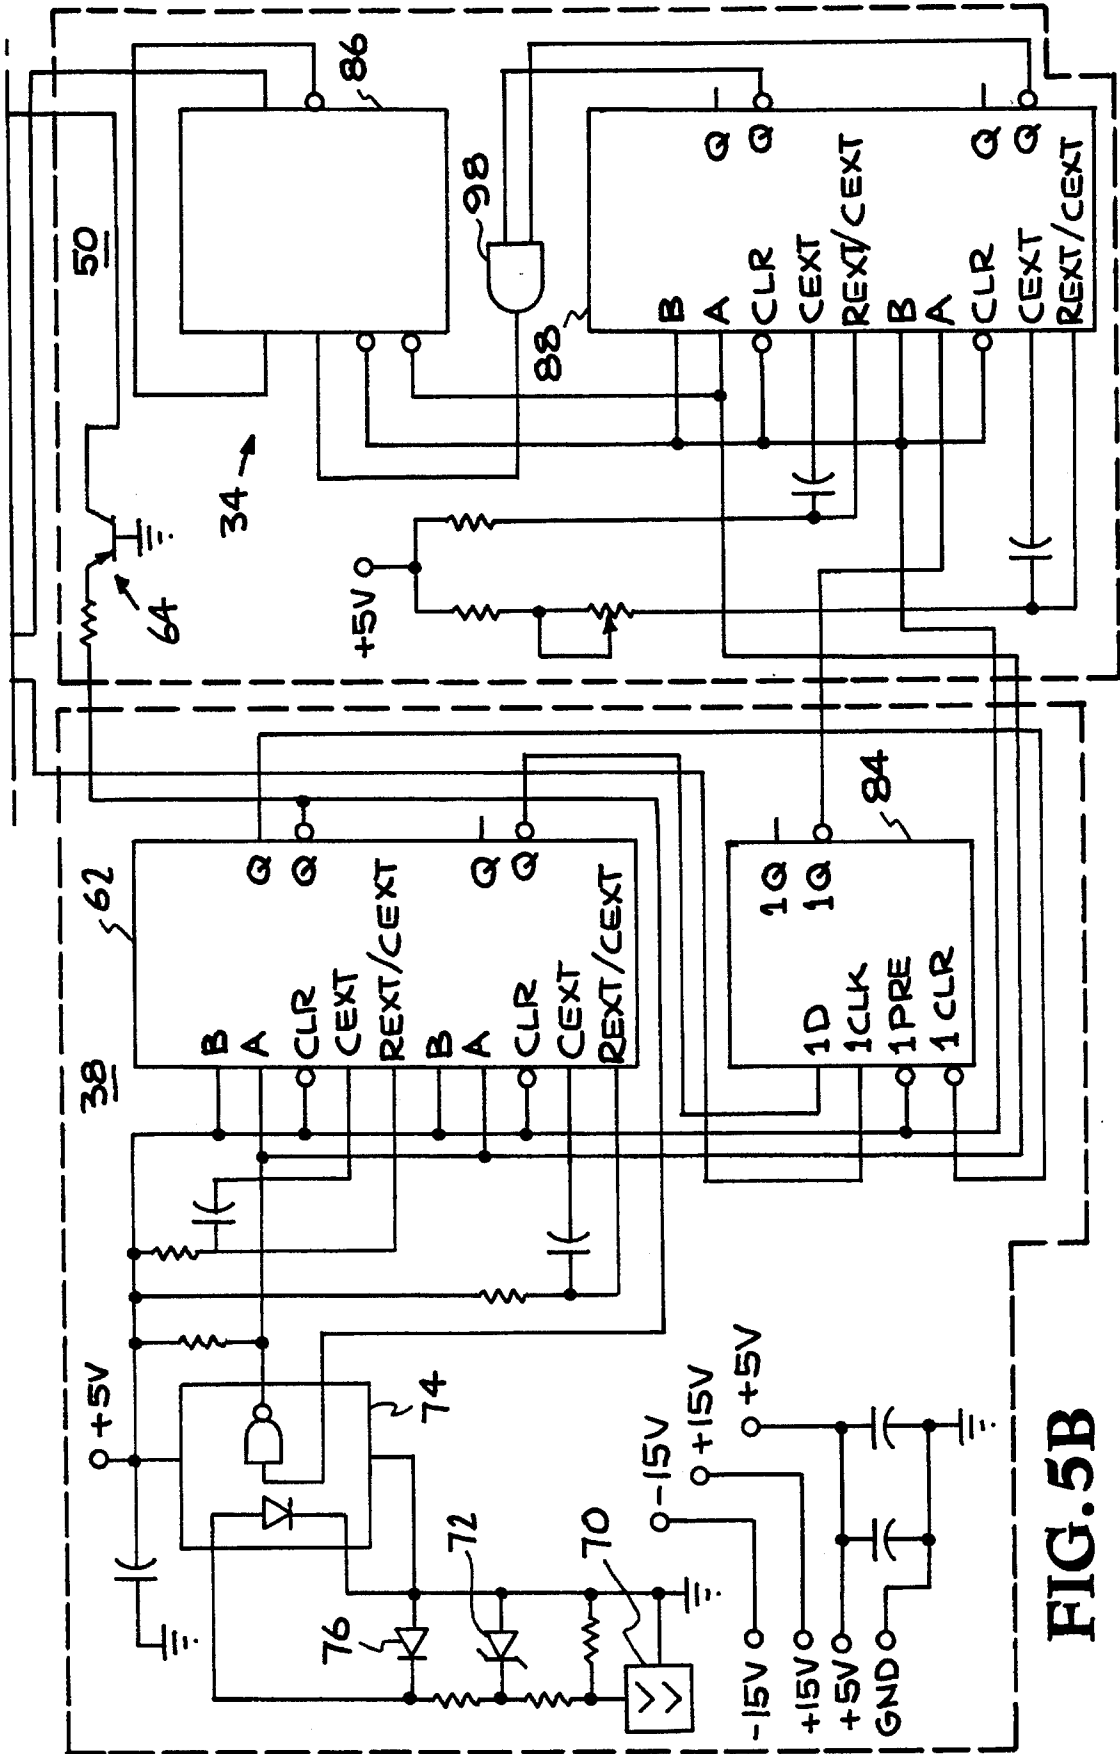 50
34
86
64
98
88
+5V
B
A
CLR
CEXT
REXT/CEXT
B
A
CLR
CEXT
REXT/CEXT
Q
Q
Q
Q
38
62
B
A
CLR
CEXT
REXT/CEXT
B
A
CLR
CEXT
REXT/CEXT
Q
Q
Q
Q
84
1D
1CLK
1PRE
1 CLR
1Q
1Q
+5V
74
76
72
70
-15V
+15V
+5V
-15V
+15V
+5V
GND
FIG.5B